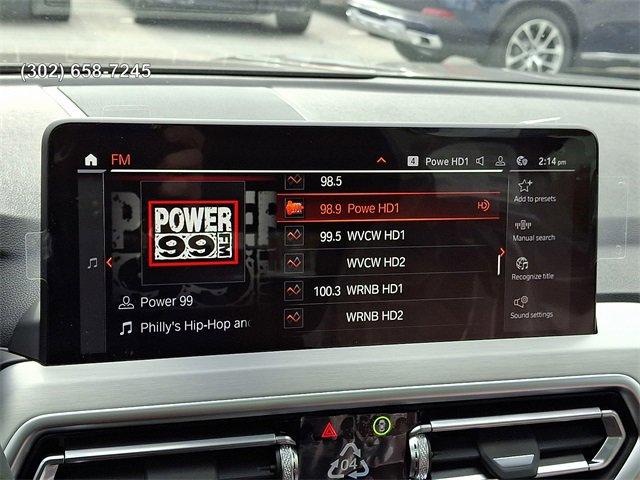 (302) 658-7245
FM
4 Powe HD1 2:14 pm
98.5
98.9 Powe HD1 HD
99.5 WVCW HD1
WVCW HD2
100.3 WRNB HD1
WRNB HD2
POWER
99 FM
Power 99
Philly's Hip-Hop and
Add to presets
Manual search
Recognize title
Sound settings
04